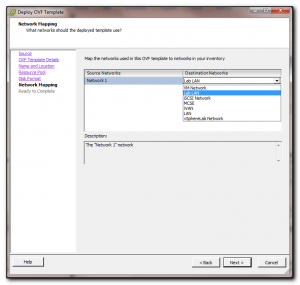 Deploy OVF Template
Network Mapping
What networks should the deployed template use?
Source
OVF Template Details
Name and Location
Resource Pool
Disk Format
Network Mapping
Ready to Complete
Map the networks used in this OVF template to networks in your inventory
Source Networks Destination Networks
Network 1 Lab LAN
VM Network
Lab LAN
iSCSI Network
MCSE
WAN
LAN
vSphereLab Network
Description:
The "Network 1" network
Help < Back Next > Cancel